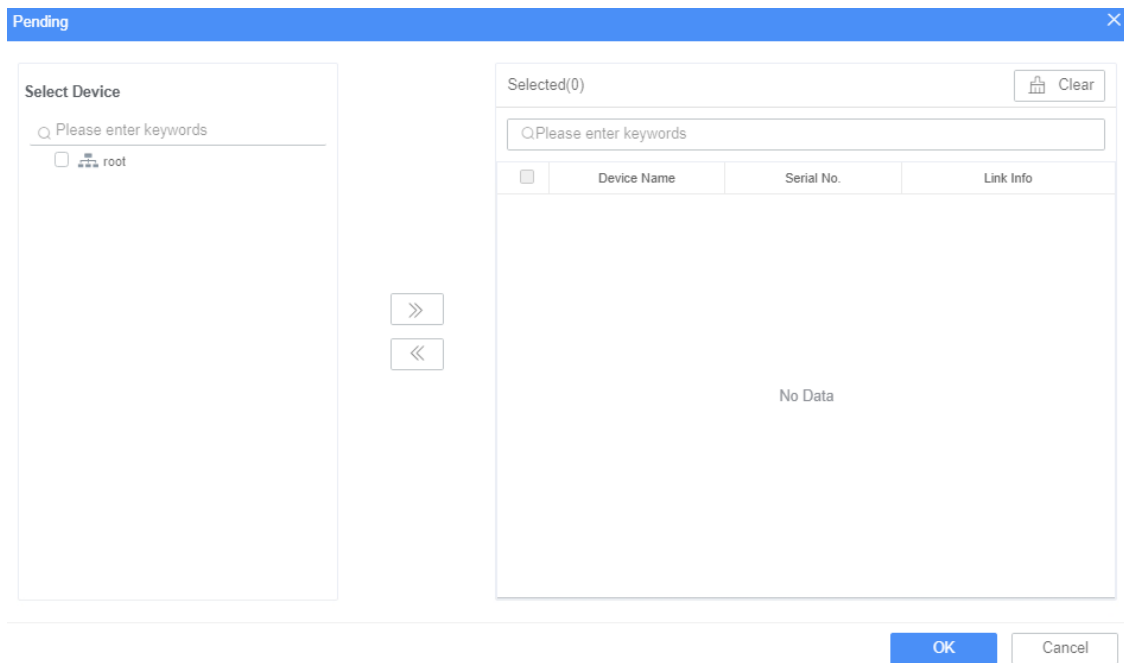 Pending
Select Device
Please enter keywords
root
Selected(0)
Clear
Please enter keywords
Device Name Serial No. Link Info
No Data
OK Cancel